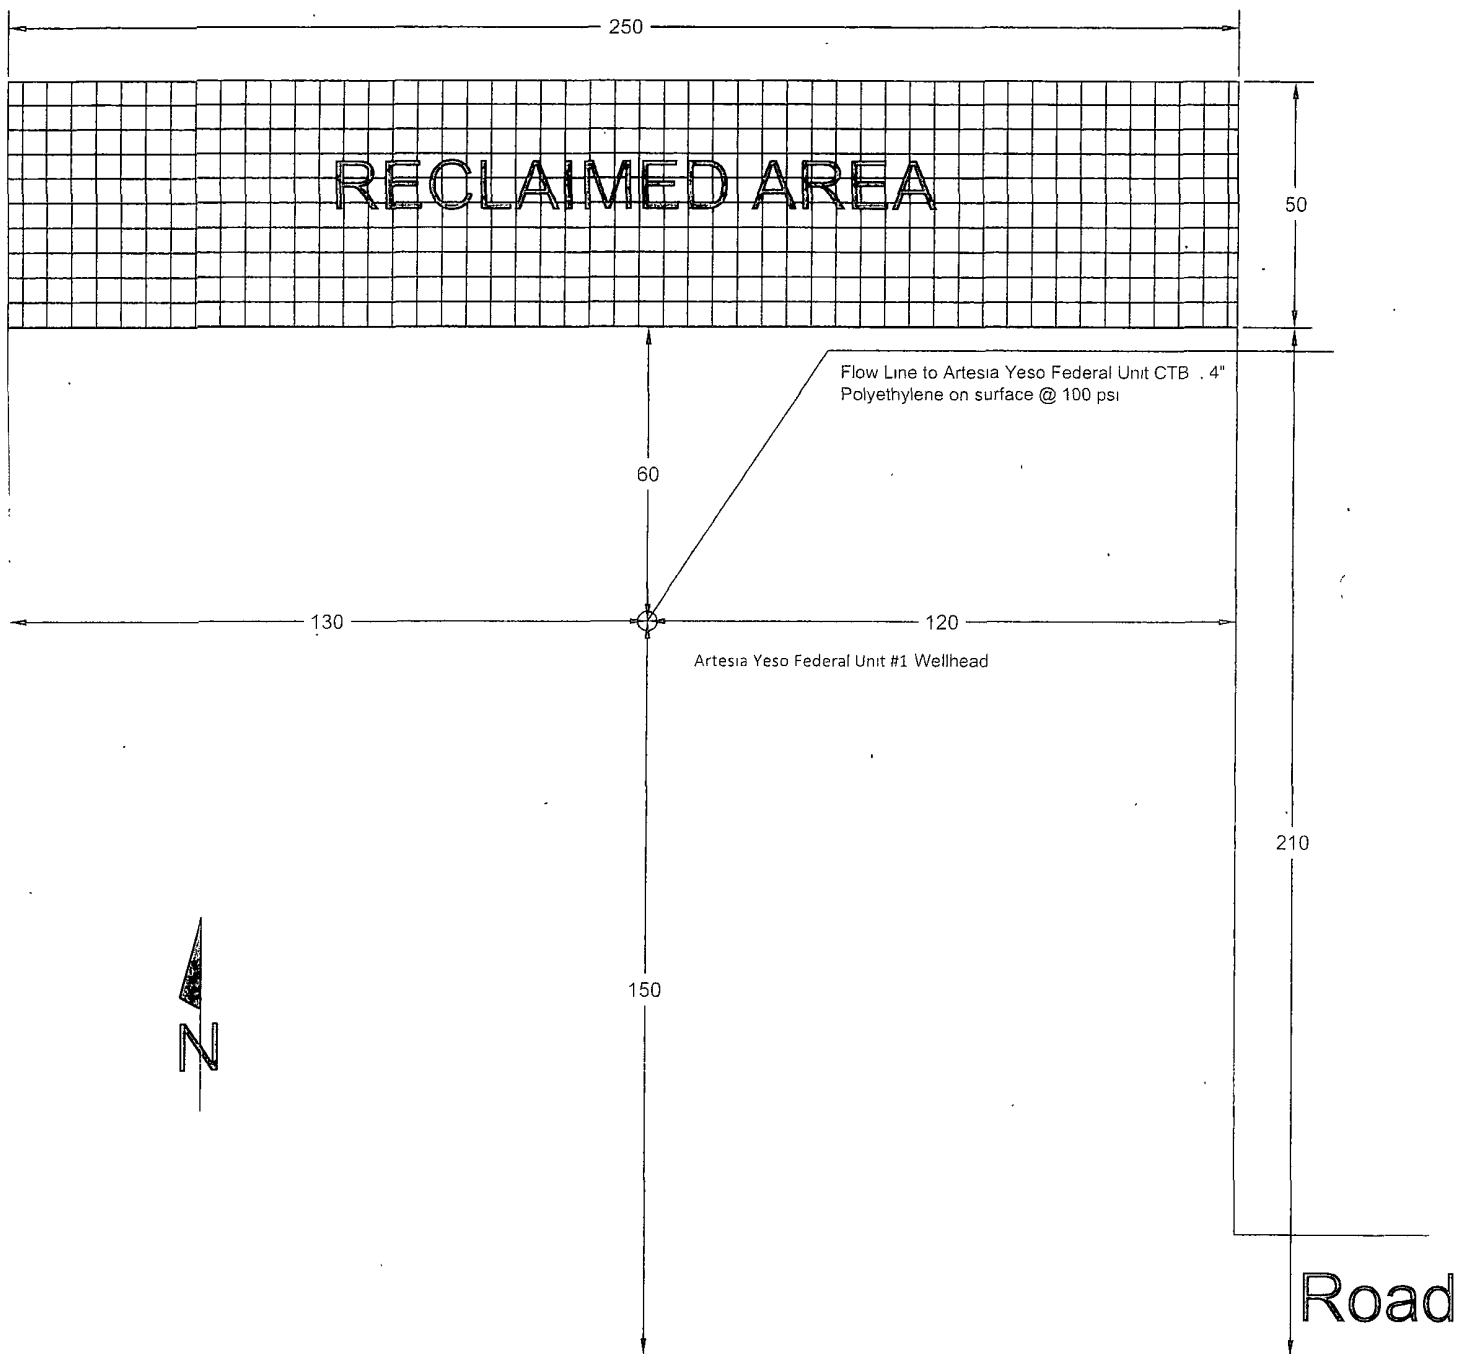 250
RECLAIMED AREA
50
Flow Line to Artesia Yeso Federal Unit CTB . 4"
Polyethylene on surface @ 100 psi
60
130
120
Artesia Yeso Federal Unit #1 Wellhead
210
150
N
Road